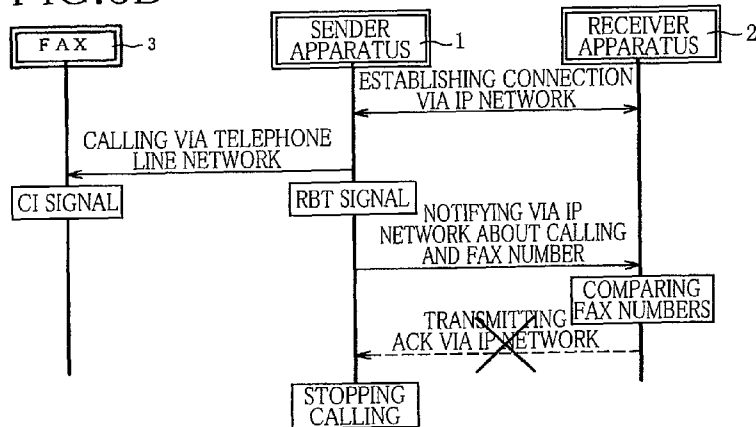 FIG.6B
FAX
3
SENDER
APPARATUS
1
RECEIVER
APPARATUS
2
ESTABLISHING CONNECTION
VIA IP NETWORK
CALLING VIA TELEPHONE
LINE NETWORK
CI SIGNAL
RBT SIGNAL
NOTIFYING VIA IP
NETWORK ABOUT CALLING
AND FAX NUMBER
COMPARING
FAX NUMBERS
TRANSMITTING
ACK VIA IP NETWORK
STOPPING
CALLING